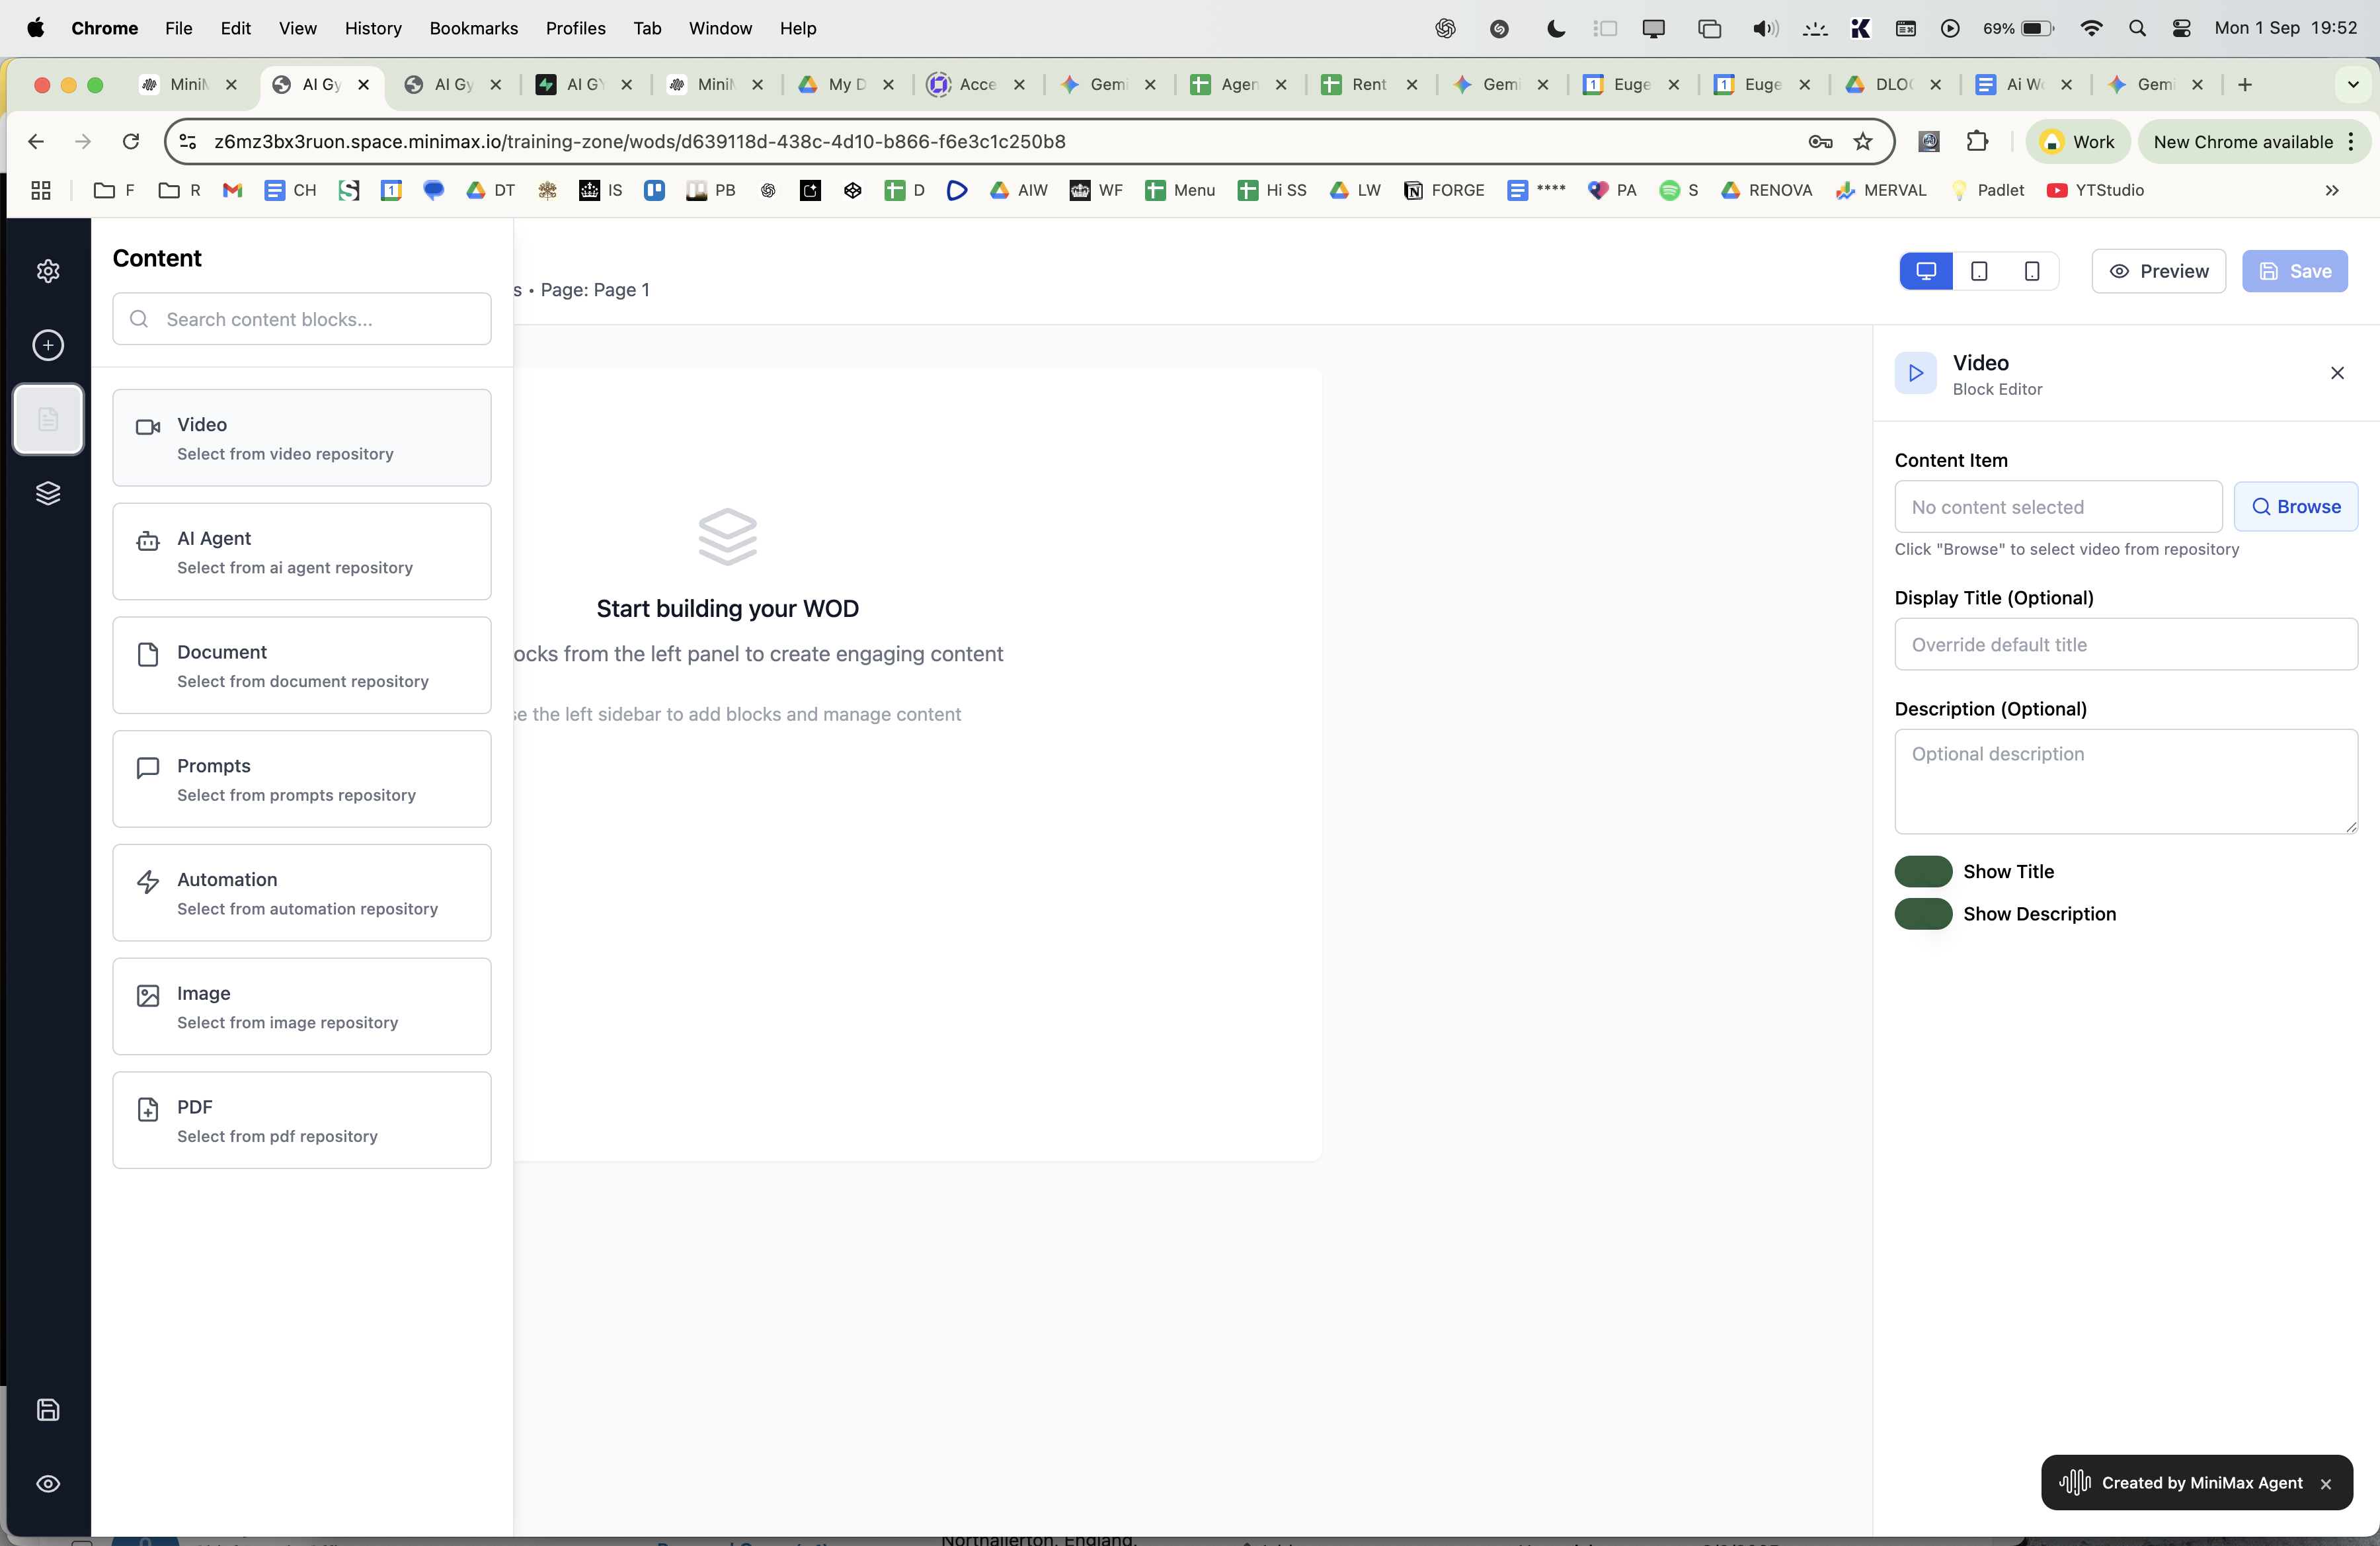 Chrome File Edit View History Bookmarks Profiles Tab Window Help 69% Mon 1 Sep 19:52
MiniM AI Gy AI Gy AI GY MiniM My D Acce Gemi Agen Rent Gemi Euge Euge DLOC Ai Wo Gemi
z6mz3bx3ruon.space.minimax.io/training-zone/wods/d639118d-438c-4d10-b866-f6e3c1c250b8 Work New Chrome available
F R CH DT IS PB D AIW WF Menu Hi SS LW FORGE **** PA S RENOVA MERVAL Padlet YTStudio
Content
Search content blocks...
Video
Select from video repository
AI Agent
Select from ai agent repository
Document
Select from document repository
Prompts
Select from prompts repository
Automation
Select from automation repository
Image
Select from image repository
PDF
Select from pdf repository
s • Page: Page 1
Preview Save
Start building your WOD
ocks from the left panel to create engaging content
se the left sidebar to add blocks and manage content
Video
Block Editor
Content Item
No content selected Browse
Click "Browse" to select video from repository
Display Title (Optional)
Override default title
Description (Optional)
Optional description
Show Title
Show Description
Created by MiniMax Agent
Northallerton, England,